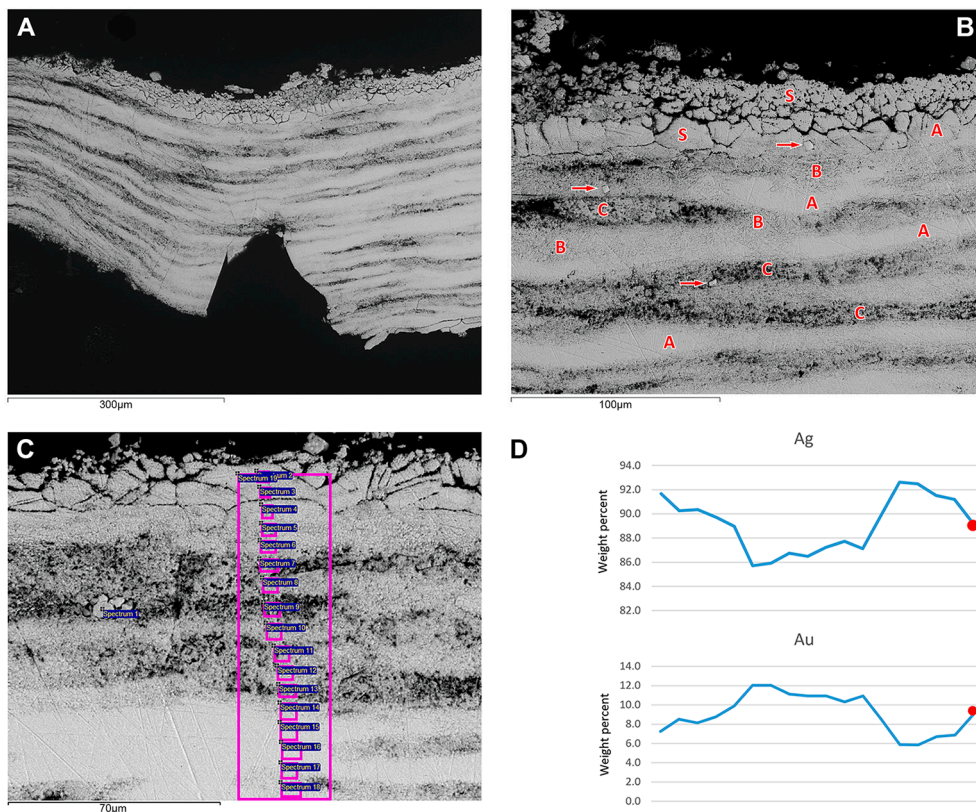 A
300µm
B
S
S
A
B
A
C
B
A
B
C
C
A
100µm
C
Spectrum 19
Spectrum 3
Spectrum 4
Spectrum 5
Spectrum 6
Spectrum 7
Spectrum 8
Spectrum 1
Spectrum 9
Spectrum 10
Spectrum 11
Spectrum 12
Spectrum 13
Spectrum 14
Spectrum 15
Spectrum 16
Spectrum 17
Spectrum 18
70µm
D
Ag
Weight percent
94.0
92.0
90.0
88.0
86.0
84.0
82.0
Au
Weight percent
14.0
12.0
10.0
8.0
6.0
4.0
2.0
0.0